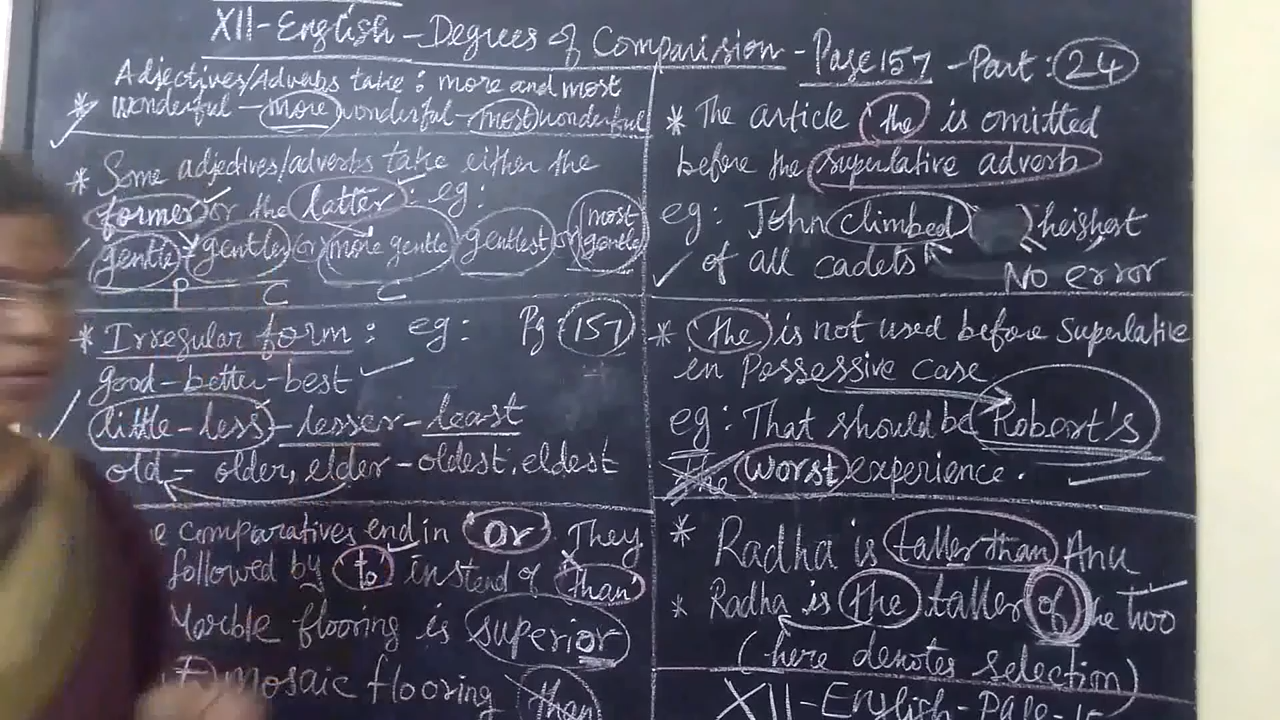 XII-English-Degrees of Comparision - Page 157 - Part: 24
Adjectives/Adverbs take: more and most
* wonderful - more wonderful - most wonderful
* Some adjectives/adverbs take either the
former or the latter: eg:
gentle - gentler or more gentle gentlest or most gentle
P C C
* Irregular form: eg: Pg 157
good-better-best
little-less-lesser-least
old - older, elder - oldest, eldest
comparatives end in or They
followed by to instead of than
Marble flooring is superior
mosaic flooring than
* The article the is omitted
before the superlative adverb
eg: John climbed heighest
of all cadets No error
* the is not used before Superlative
in Possessive case
eg: That should be Robert's
the worst experience.
* Radha is taller than Anu
* Radha is the taller of the two
(here denotes selection)
XII-English-Page-15